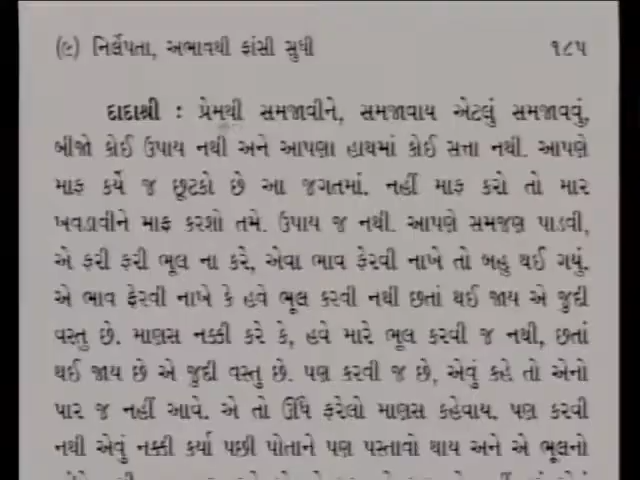 (૯) નિર્લેપતા, અભાવથી ફાંસી સુધી ૧૮૫
દાદાશ્રી : પ્રેમથી સમજાવીને, સમજાવાય એટલું સમજાવવું,
બીજો કોઈ ઉપાય નથી અને આપણા હાથમાં કોઈ સત્તા નથી. આપણે
માફ કર્યે જ છૂટકો છે આ જગતમાં. નહીં માફ કરો તો માર
ખવડાવીને માફ કરશો તમે. ઉપાય જ નથી. આપણે સમજણ પાડવી,
એ ફરી ફરી ભૂલ ના કરે, એવા ભાવ ફેરવી નાખે તો બહુ થઈ ગયું.
એ ભાવ ફેરવી નાખે કે હવે ભૂલ કરવી નથી છતાં થઈ જાય એ જુદી
વસ્તુ છે. માણસ નક્કી કરે કે, હવે મારે ભૂલ કરવી જ નથી, છતાં
થઈ જાય છે એ જુદી વસ્તુ છે. પણ કરવી જ છે, એવું કહે તો એનો
પાર જ નહીં આવે. એ તો ઊંધે ફરેલો માણસ કહેવાય. પણ કરવી
નથી એવું નક્કી કર્યા પછી પોતાને પણ પસ્તાવો થાય અને એ ભૂલનો